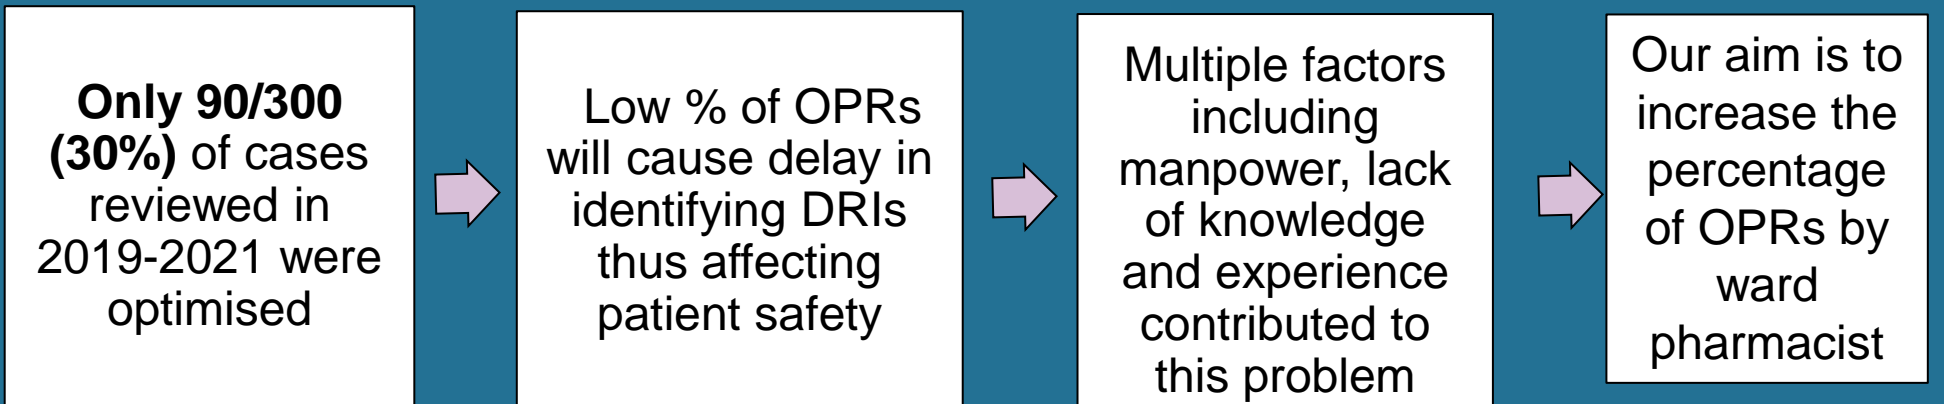 Only 90/300
(30%) of cases
reviewed in
2019-2021 were
optimised
Low % of OPRs
will cause delay in
identifying DRIs
thus affecting
patient safety
Multiple factors
including
manpower, lack
of knowledge
and experience
contributed to
this problem
Our aim is to
increase the
percentage
of OPRs by
ward
pharmacist